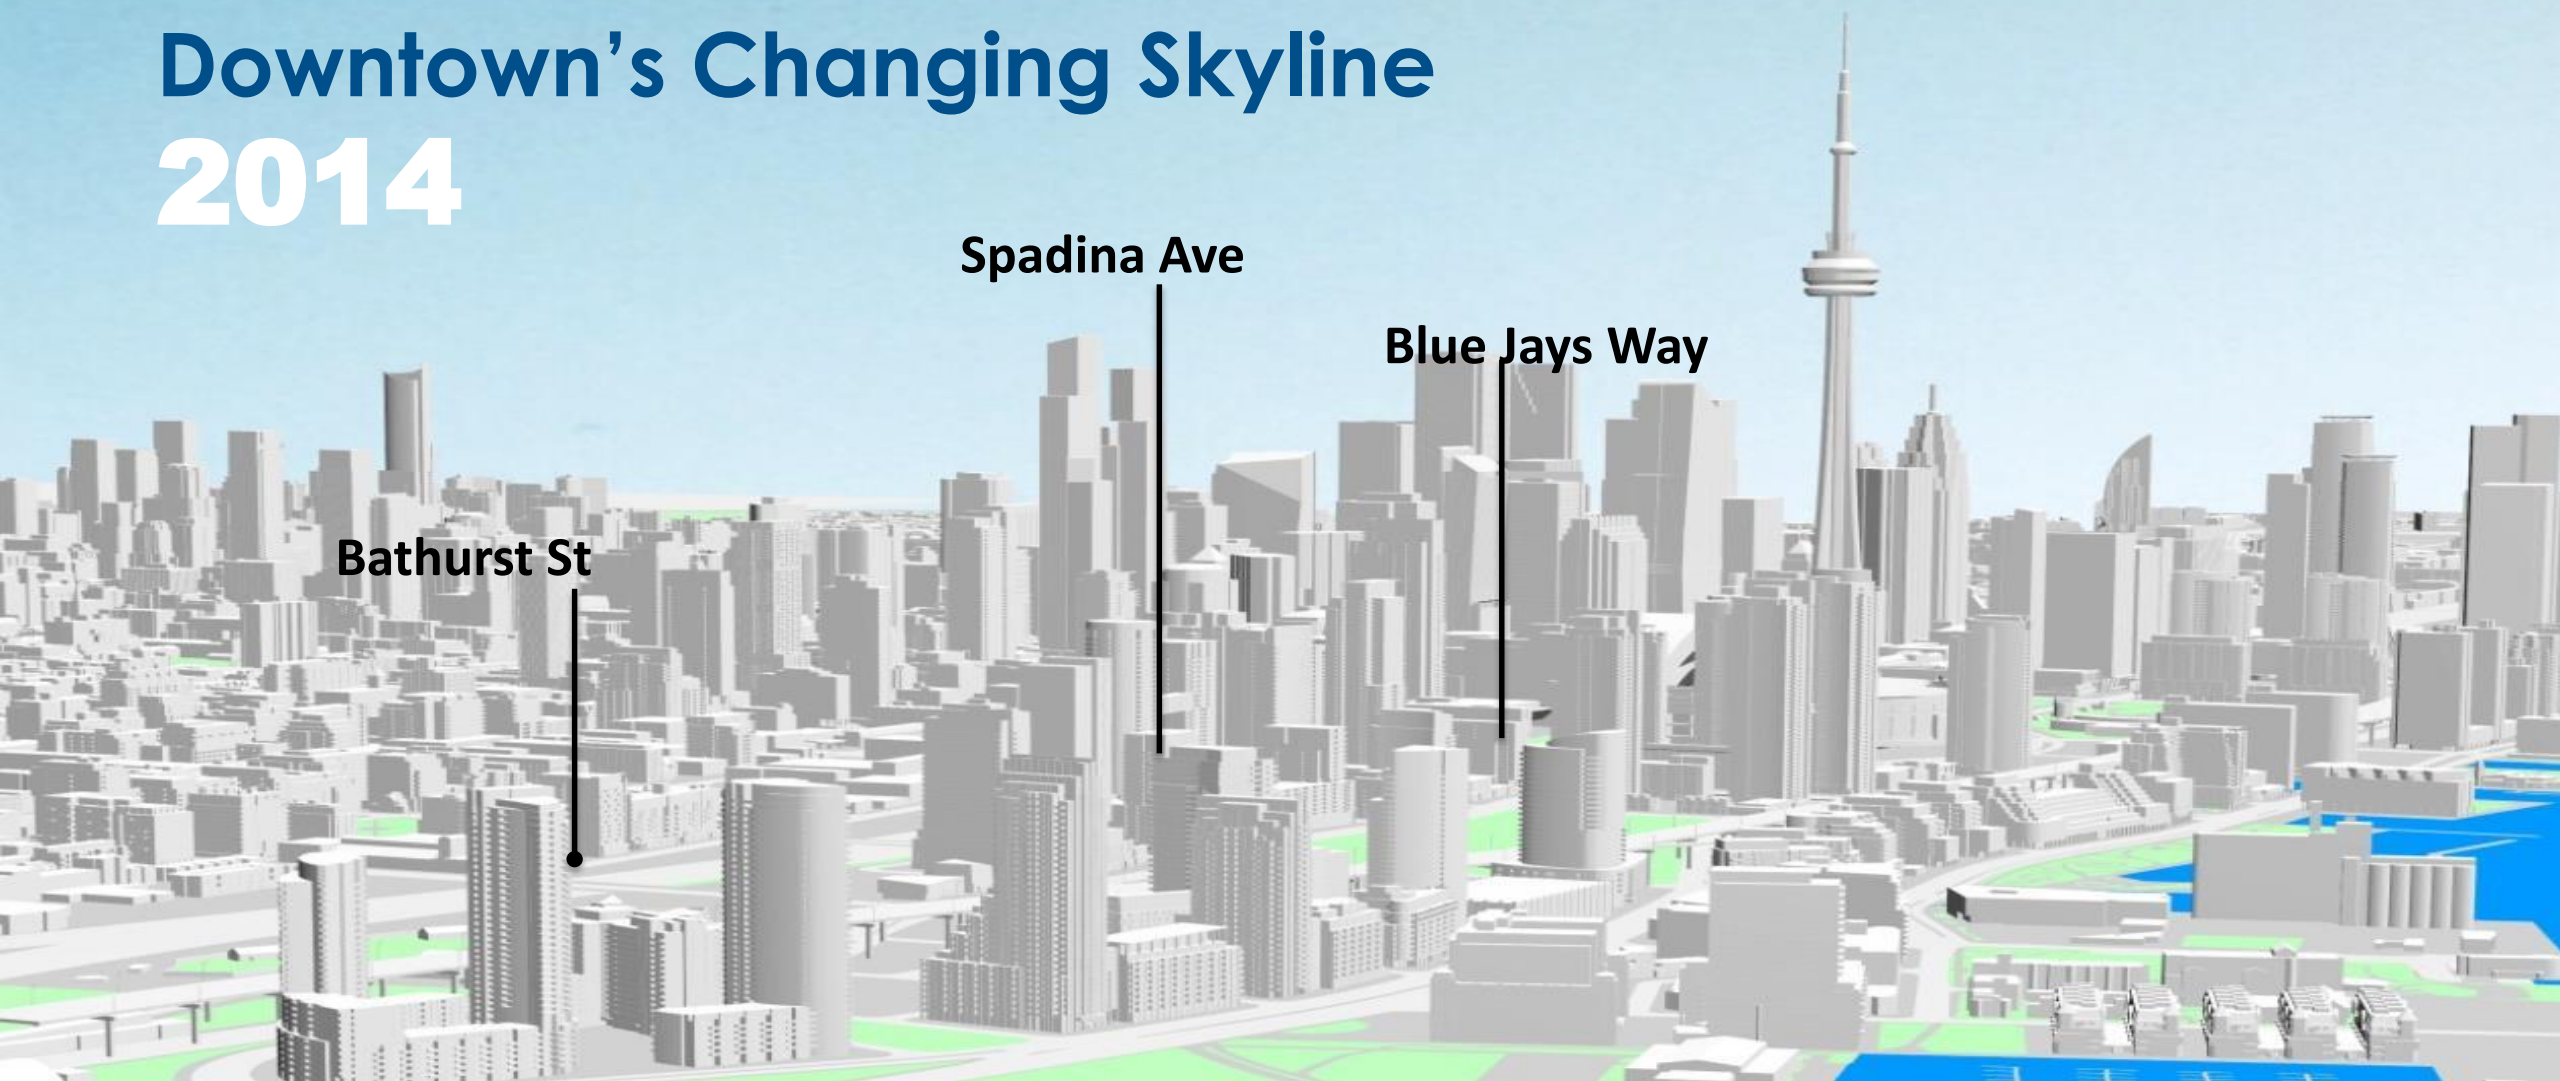 Downtown’s Changing Skyline
2014
Spadina Ave
Blue Jays Way
Bathurst St